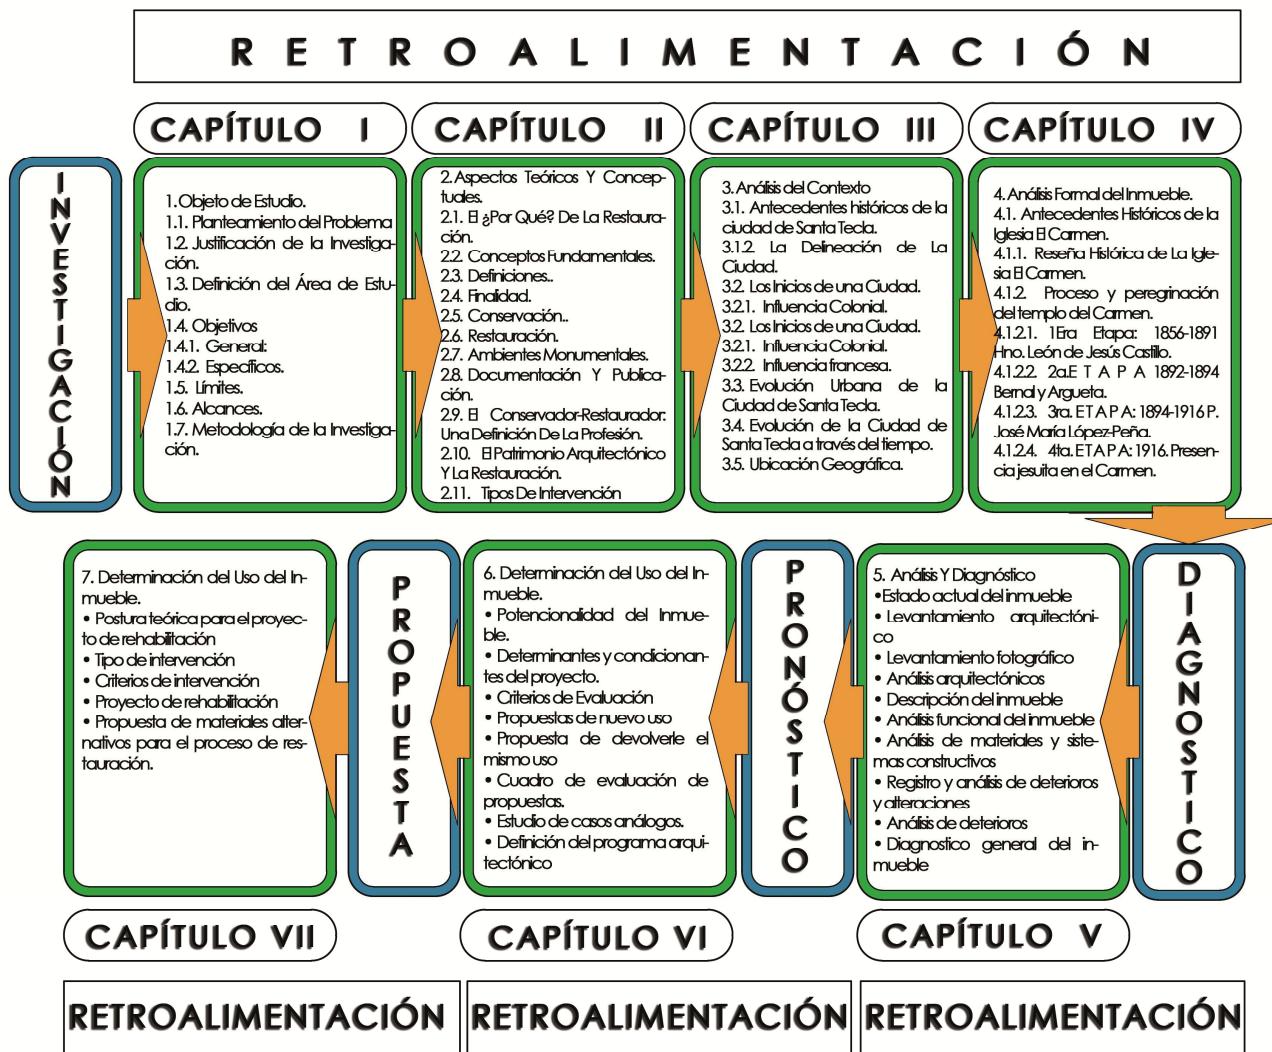 RETROALIMENTACIÓN
CAPÍTULO I
CAPÍTULO II
CAPÍTULO III
CAPÍTULO IV
INVESTIGACIÓN
1.Objeto de Estudio.
1.1. Planteamiento del Problema
1.2. Justificación de la Investiga-
ción.
1.3. Definición del Área de Estu-
dio.
1.4. Objetivos
1.4.1. General:
1.4.2. Específicos.
1.5. Límites.
1.6. Alcances.
1.7. Metodología de la Investiga-
ción.
2. Aspectos Teóricos Y Concep-
tuales.
2.1. El ¿Por Qué? De La Restaura-
ción.
2.2. Conceptos Fundamentales.
2.3. Definiciones..
2.4. Finalidad.
2.5. Conservación..
2.6. Restauración.
2.7. Ambientes Monumentales.
2.8. Documentación Y Publica-
ción.
2.9. El Conservador-Restaurador:
Una Definición De La Profesión.
2.10. El Patrimonio Arquitectónico
Y La Restauración.
2.11. Tipos De Intervención
3. Análisis del Contexto
3.1. Antecedentes históricos de la
ciudad de Santa Tecla.
3.1.2. La Delineación de La
Ciudad.
3.2. Los Inicios de una Ciudad.
3.2.1. Influencia Colonial.
3.2. Los Inicios de una Ciudad.
3.2.1. Influencia Colonial.
3.2.2. Influencia francesa.
3.3. Evolución Urbana de la
Ciudad de Santa Tecla.
3.4. Evolución de la Ciudad de
Santa Tecla a través del tiempo.
3.5. Ubicación Geográfica.
4. Análisis Formal del Inmueble.
4.1. Antecedentes Históricos de la
Iglesia El Carmen.
4.1.1. Reseña Histórica de La Igle-
sia El Carmen.
4.1.2. Proceso y peregrinación
del templo del Carmen.
4.1.2.1. 1Era Etapa: 1856-1891
Hno. León de Jesús Castillo.
4.1.2.2. 2a.E T A P A 1892-1894
Bernal y Argueta.
4.1.2.3. 3ra. E T A P A: 1894-1916 P.
José María López-Peña.
4.1.2.4. 4ta. E T A P A: 1916. Presen-
cia jesuita en el Carmen.
7. Determinación del Uso del In-
mueble.
• Postura teórica para el proyec-
to de rehabilitación
• Tipo de intervención
• Criterios de intervención
• Proyecto de rehabilitación
• Propuesta de materiales alter-
nativos para el proceso de res-
tauración.
PROPUESTA
6. Determinación del Uso del In-
mueble.
• Potencionalidad del Inmue-
ble.
• Determinantes y condicionan-
tes del proyecto.
• Criterios de Evaluación
• Propuestas de nuevo uso
• Propuesta de devolverle el
mismo uso
• Cuadro de evaluación de
propuestas.
• Estudio de casos análogos.
• Definición del programa arqui-
tectónico
PRONÓSTICO
5. Análisis Y Diagnóstico
•Estado actual del inmueble
• Levantamiento arquitectóni-
co
• Levantamiento fotográfico
• Análisis arquitectónicos
• Descripción del inmueble
• Análisis funcional del inmueble
• Análisis de materiales y siste-
mas constructivos
• Registro y análisis de deterioros
y alteraciones
• Análisis de deterioros
• Diagnostico general del in-
mueble
DIAGNOSTICO
CAPÍTULO VII
CAPÍTULO VI
CAPÍTULO V
RETROALIMENTACIÓN
RETROALIMENTACIÓN
RETROALIMENTACIÓN